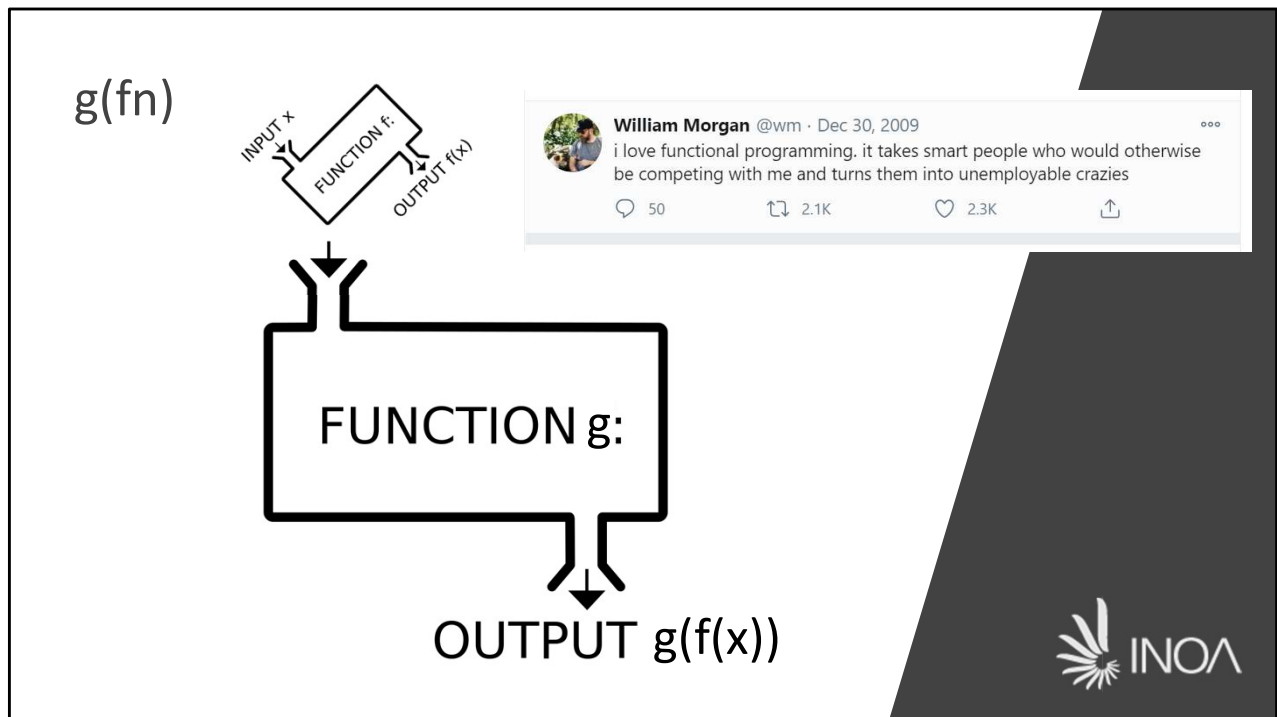 g(fn)
INPUT x
FUNCTION f:
OUTPUT f(x)
William Morgan @wm · Dec 30, 2009
i love functional programming. it takes smart people who would otherwise
be competing with me and turns them into unemployable crazies
50 2.1K 2.3K
FUNCTION g:
OUTPUT g(f(x))
INOA